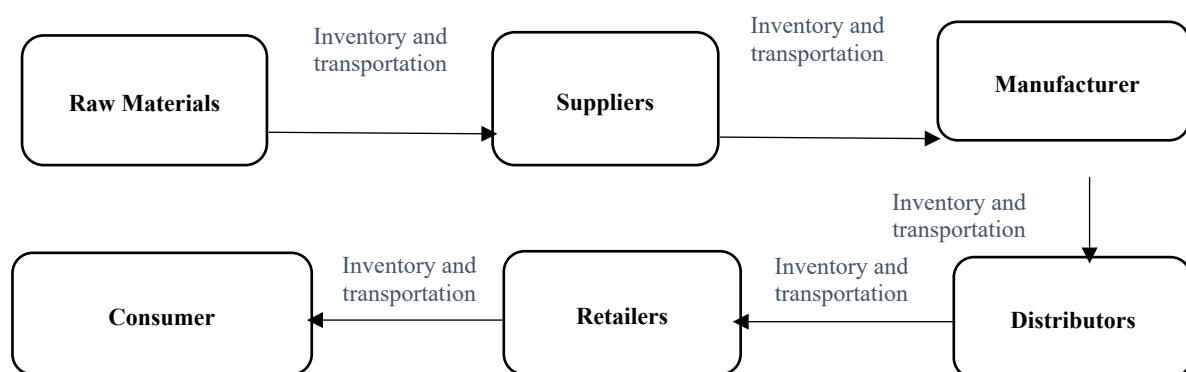 Inventory and
transportation
Inventory and
transportation
Raw Materials
Suppliers
Manufacturer
Inventory and
transportation
Inventory and
transportation
Inventory and
transportation
Consumer
Retailers
Distributors